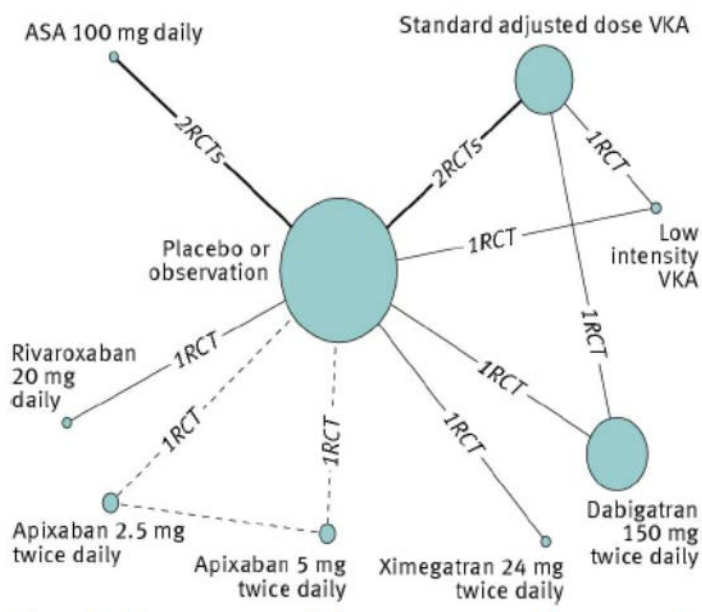 ASA 100 mg daily
Standard adjusted dose VKA
2RCTs
2RCTs
1RCT
Placebo or
observation
1RCT
Low
intensity
VKA
Rivaroxaban
20 mg
daily
1RCT
1RCT
1RCT
1RCT
1RCT
1RCT
Apixaban 2.5 mg
twice daily
Apixaban 5 mg
twice daily
Ximegatran 24 mg
twice daily
Dabigatran
150 mg
twice daily